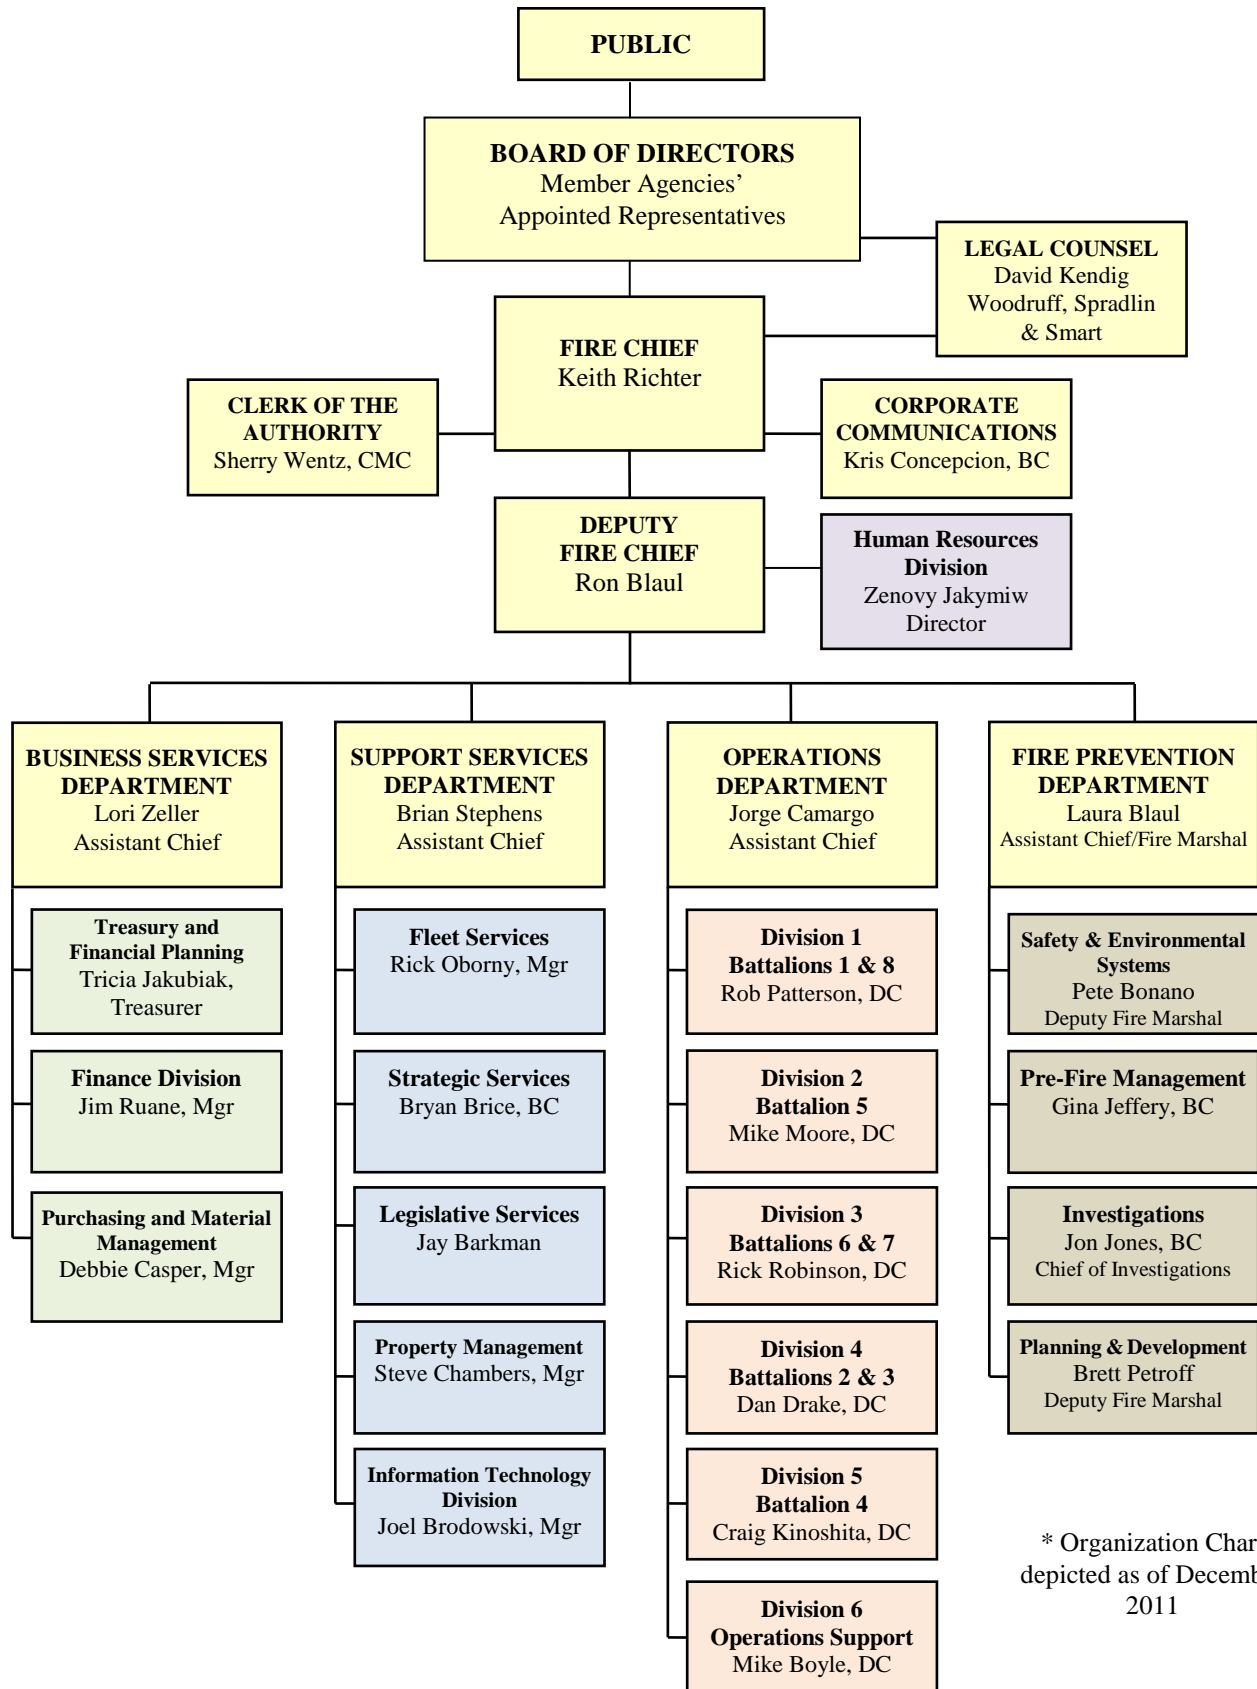 PUBLIC
BOARD OF DIRECTORS
Member Agencies’
Appointed Representatives
LEGAL COUNSEL
David Kendig
Woodruff, Spradlin
& Smart
FIRE CHIEF
Keith Richter
CLERK OF THE
AUTHORITY
Sherry Wentz, CMC
CORPORATE
COMMUNICATIONS
Kris Concepcion, BC
DEPUTY
FIRE CHIEF
Ron Blaul
Human Resources
Division
Zenovy Jakymiw
Director
BUSINESS SERVICES
DEPARTMENT
Lori Zeller
Assistant Chief
SUPPORT SERVICES
DEPARTMENT
Brian Stephens
Assistant Chief
OPERATIONS
DEPARTMENT
Jorge Camargo
Assistant Chief
FIRE PREVENTION
DEPARTMENT
Laura Blaul
Assistant Chief/Fire Marshal
Treasury and
Financial Planning
Tricia Jakubiak,
Treasurer
Finance Division
Jim Ruane, Mgr
Purchasing and Material
Management
Debbie Casper, Mgr
Fleet Services
Rick Oborny, Mgr
Strategic Services
Bryan Brice, BC
Legislative Services
Jay Barkman
Property Management
Steve Chambers, Mgr
Information Technology
Division
Joel Brodowski, Mgr
Division 1
Battalions 1 & 8
Rob Patterson, DC
Division 2
Battalion 5
Mike Moore, DC
Division 3
Battalions 6 & 7
Rick Robinson, DC
Division 4
Battalions 2 & 3
Dan Drake, DC
Division 5
Battalion 4
Craig Kinoshita, DC
Division 6
Operations Support
Mike Boyle, DC
Safety & Environmental
Systems
Pete Bonano
Deputy Fire Marshal
Pre-Fire Management
Gina Jeffery, BC
Investigations
Jon Jones, BC
Chief of Investigations
Planning & Development
Brett Petroff
Deputy Fire Marshal
* Organization Char
depicted as of Decemb
2011